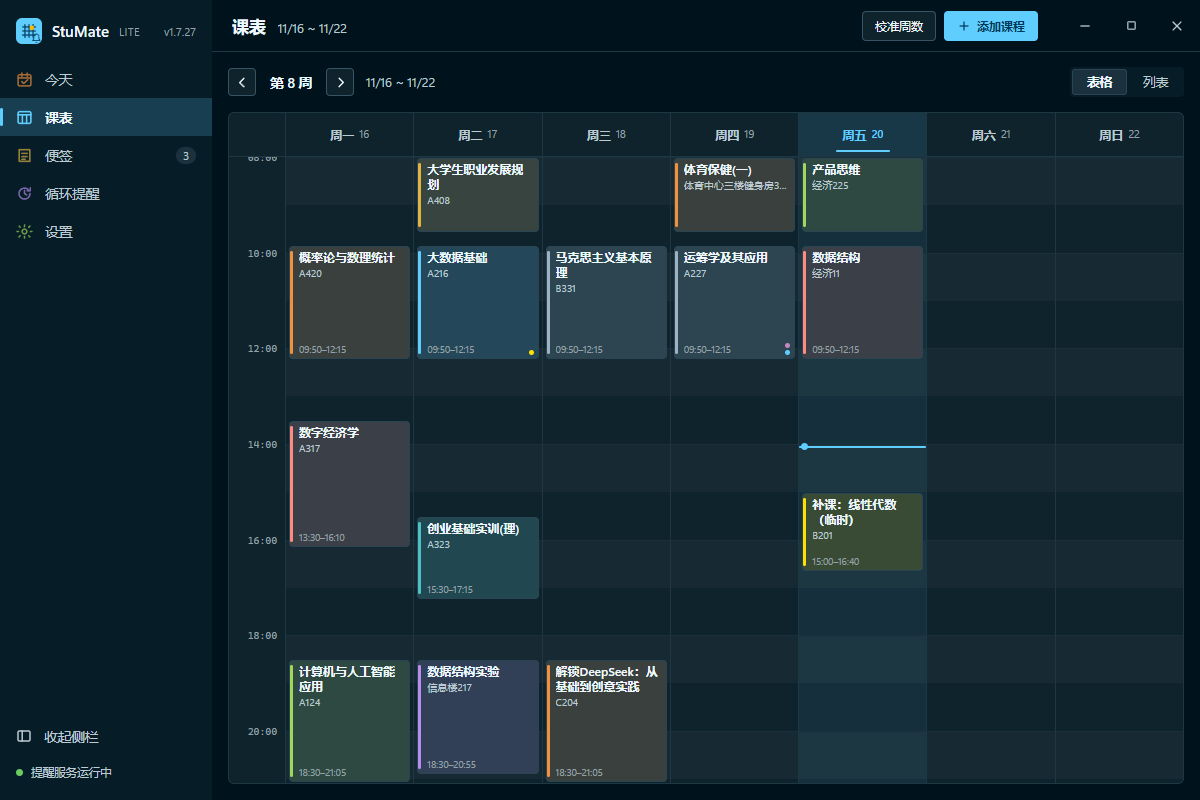 StuMate LITE v1.7.27
今天
课表
便签 3
循环提醒
设置
收起侧栏
提醒服务运行中
课表 11/16 ~ 11/22
校准周数
+ 添加课程
第 8 周
11/16 ~ 11/22
表格
列表
周一 16
周二 17
周三 18
周四 19
周五 20
周六 21
周日 22
08:00
10:00
12:00
14:00
16:00
18:00
20:00
概率论与数理统计
A420
09:50–12:15
数字经济学
A317
13:30–16:10
计算机与人工智能
应用
A124
18:30–21:05
大学生职业发展规
划
A408
大数据基础
A216
09:50–12:15
创业基础实训(理)
A323
15:30–17:15
数据结构实验
信息楼217
18:30–20:55
马克思主义基本原
理
B331
09:50–12:15
解锁DeepSeek：从
基础到创意实践
C204
18:30–21:05
体育保健(一)
体育中心三楼健身房3...
运筹学及其应用
A227
09:50–12:15
产品思维
经济225
数据结构
经济11
09:50–12:15
补课：线性代数
（临时）
B201
15:00–16:40